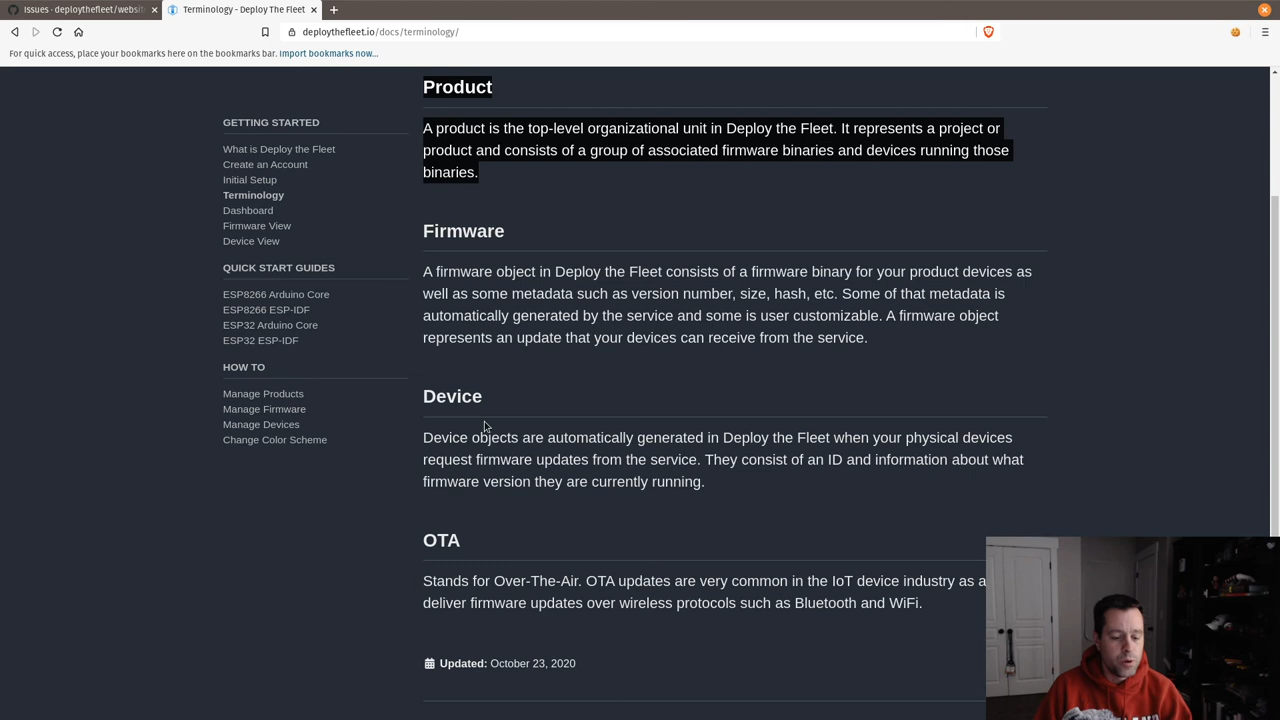 Issues · deploythefleet/websit
Terminology - Deploy The Fleet
deploythefleet.io/docs/terminology/
For quick access, place your bookmarks here on the bookmarks bar. Import bookmarks now...
GETTING STARTED
What is Deploy the Fleet
Create an Account
Initial Setup
Terminology
Dashboard
Firmware View
Device View
QUICK START GUIDES
ESP8266 Arduino Core
ESP8266 ESP-IDF
ESP32 Arduino Core
ESP32 ESP-IDF
HOW TO
Manage Products
Manage Firmware
Manage Devices
Change Color Scheme
Product
A product is the top-level organizational unit in Deploy the Fleet. It represents a project or
product and consists of a group of associated firmware binaries and devices running those
binaries.
Firmware
A firmware object in Deploy the Fleet consists of a firmware binary for your product devices as
well as some metadata such as version number, size, hash, etc. Some of that metadata is
automatically generated by the service and some is user customizable. A firmware object
represents an update that your devices can receive from the service.
Device
Device objects are automatically generated in Deploy the Fleet when your physical devices
request firmware updates from the service. They consist of an ID and information about what
firmware version they are currently running.
OTA
Stands for Over-The-Air. OTA updates are very common in the IoT device industry as a
deliver firmware updates over wireless protocols such as Bluetooth and WiFi.
Updated: October 23, 2020